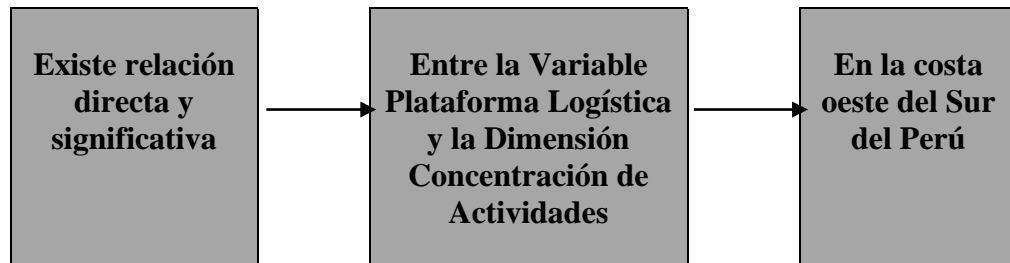 Existe relación
directa y
significativa
Entre la Variable
Plataforma Logística
y la Dimensión
Concentración de
Actividades
En la costa
oeste del Sur
del Perú